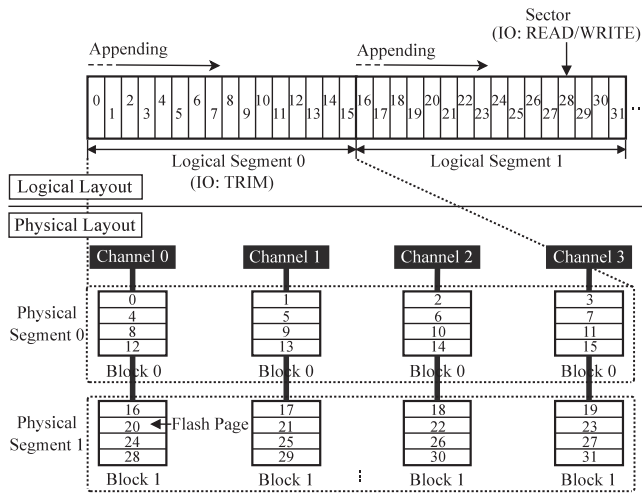 Sector
(IO: READ/WRITE)
Appending
Appending
0 1 2 3 4 5 6 7 8 9 10 11 12 13 14 15 16 17 18 19 20 21 22 23 24 25 26 27 28 29 30 31 ...
Logical Segment 0
Logical Segment 1
(IO: TRIM)
Logical Layout
Physical Layout
Channel 0 Channel 1 Channel 2 Channel 3
Physical
Segment 0
0 1 2 3
4 5 6 7
8 9 10 11
12 13 14 15
Block 0 Block 0 Block 0 Block 0
Physical
Segment 1
16 17 18 19
20 Flash Page 21 22 23
24 25 26 27
28 29 30 31
Block 1 Block 1 Block 1 Block 1